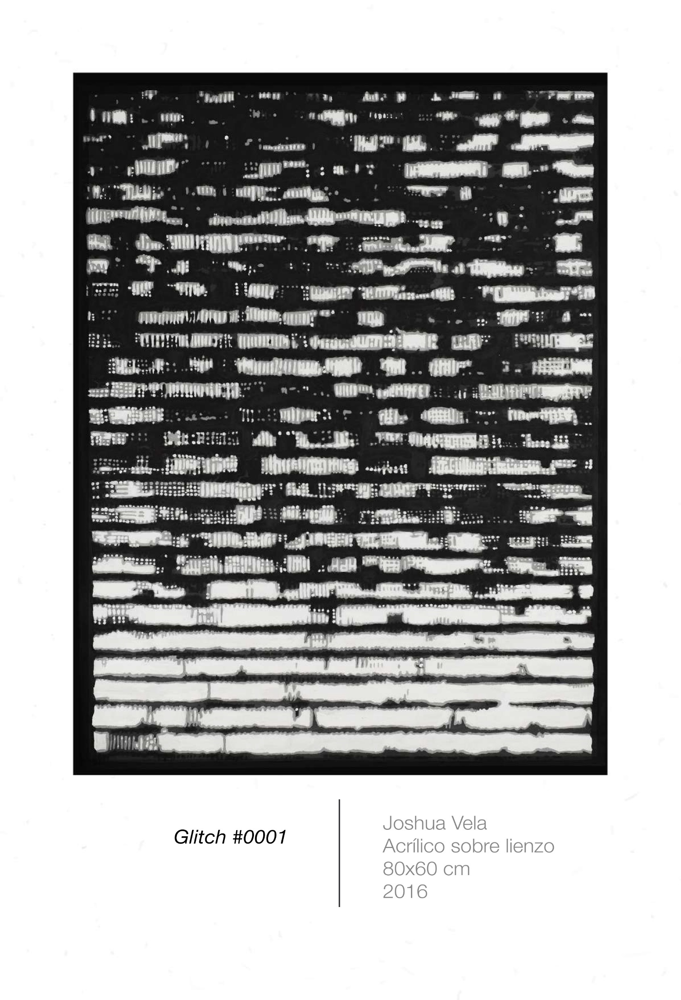 Glitch #0001
Joshua Vela
Acrílico sobre lienzo
80x60 cm
2016